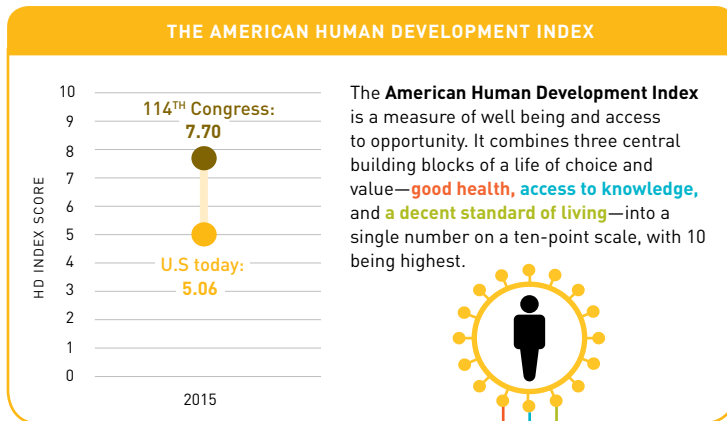 THE AMERICAN HUMAN DEVELOPMENT INDEX
10
9
8
7
6
5
4
3
2
1
0
HD INDEX SCORE
114TH Congress:
7.70
U.S today:
5.06
2015
The American Human Development Index
is a measure of well being and access
to opportunity. It combines three central
building blocks of a life of choice and
value—good health, access to knowledge,
and a decent standard of living—into a
single number on a ten-point scale, with 10
being highest.